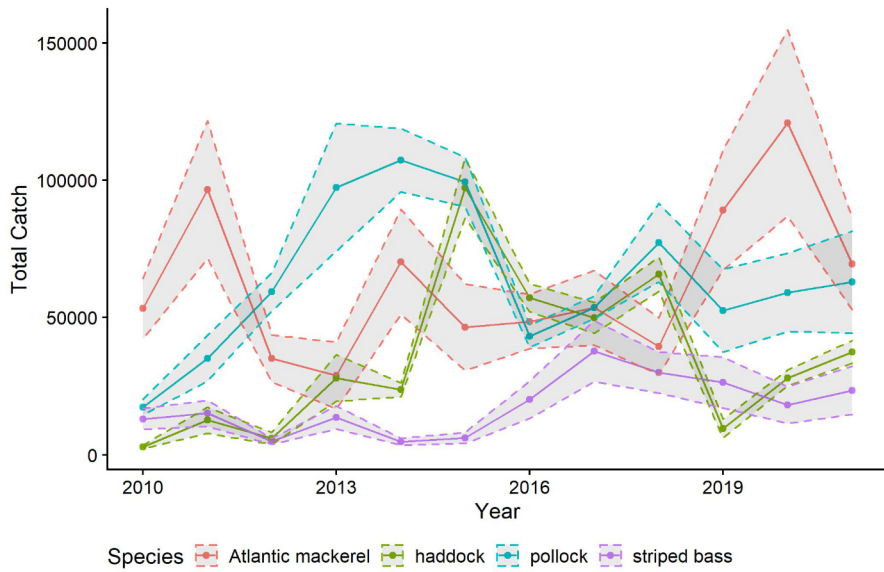 Total Catch
150000
100000
50000
0
2010 2013 2016 2019
Year
Species Atlantic mackerel haddock pollock striped bass